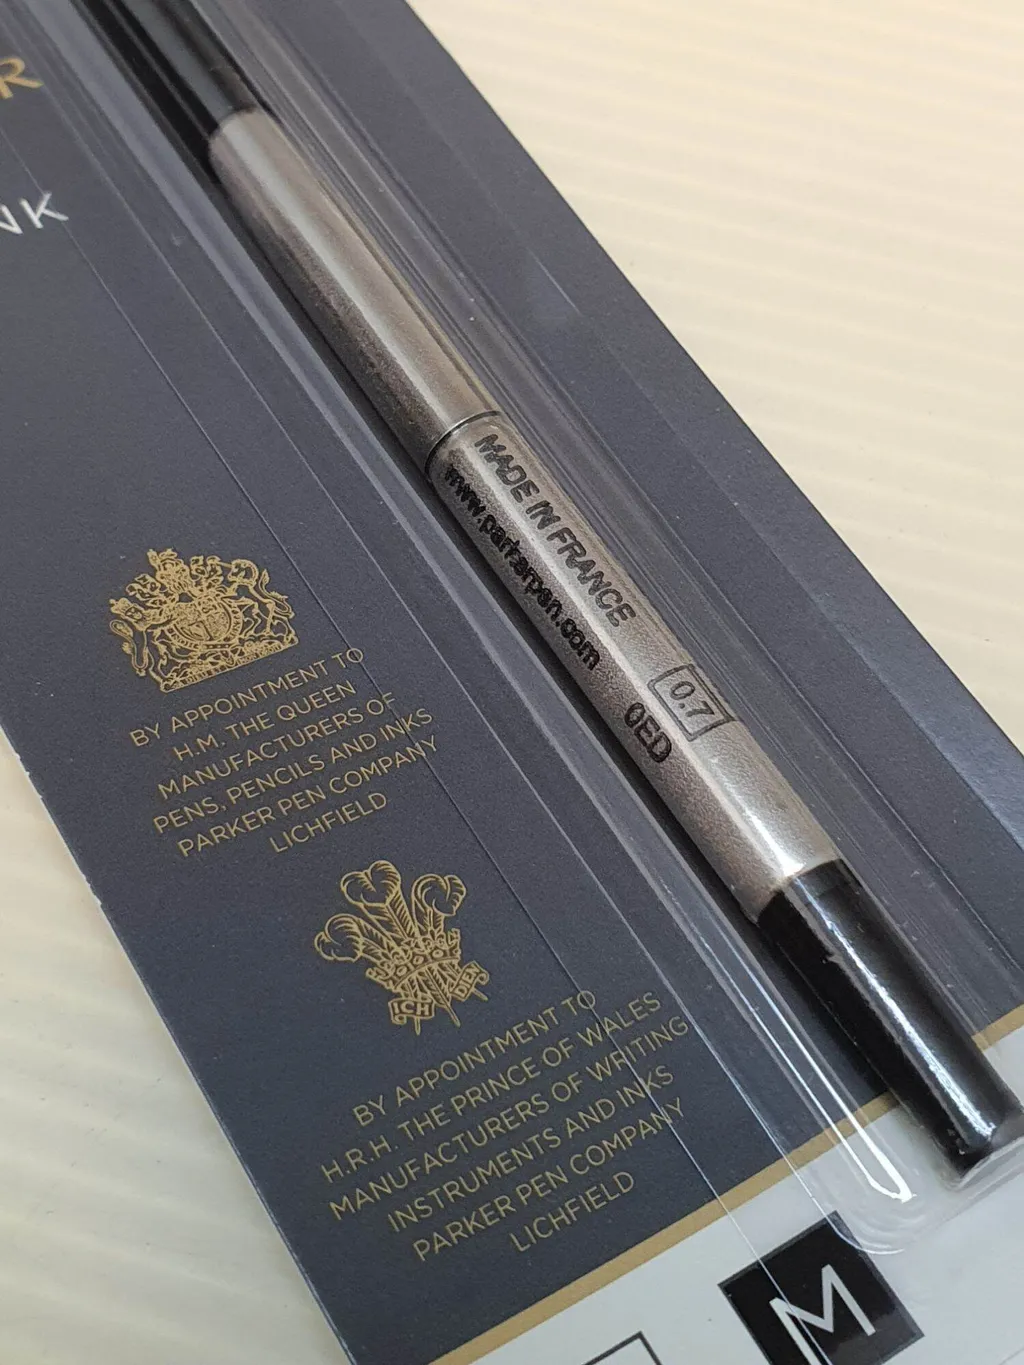 R
NK
MADE IN FRANCE
www.parkerpen.com
0.7
QED
BY APPOINTMENT TO
H.M. THE QUEEN
MANUFACTURERS OF
PENS, PENCILS AND INKS
PARKER PEN COMPANY
LICHFIELD
ICH DIEN
BY APPOINTMENT TO
H.R.H. THE PRINCE OF WALES
MANUFACTURERS OF WRITING
INSTRUMENTS AND INKS
PARKER PEN COMPANY
LICHFIELD
M